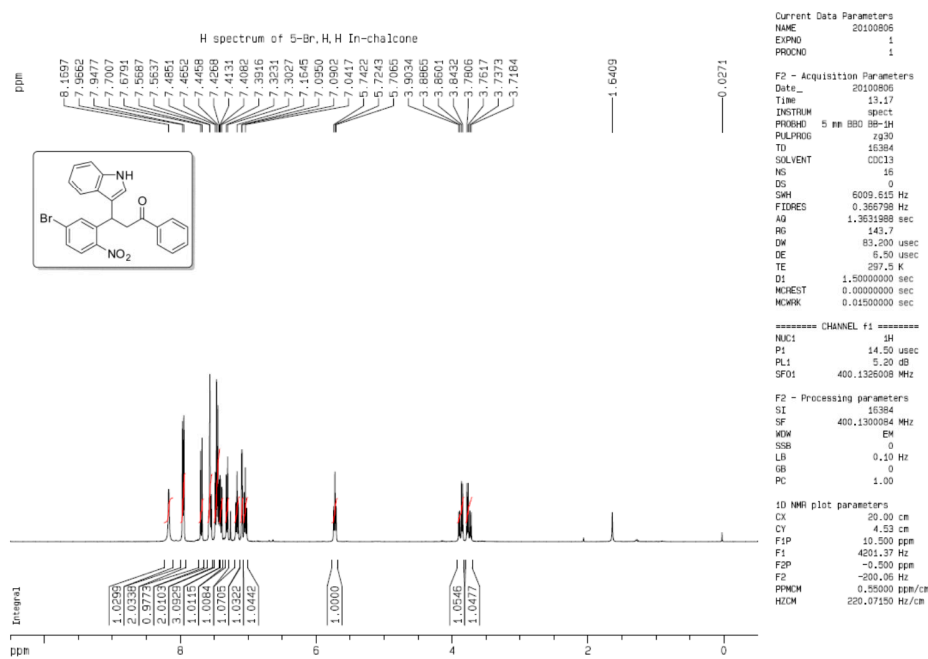 H spectrum of 5-Br,H,H In-chalcone
ppm
8.1697
7.9662
7.9477
7.7007
7.6791
7.5687
7.5637
7.4851
7.4652
7.4458
7.4268
7.4131
7.4082
7.3916
7.3231
7.3027
7.1645
7.0950
7.0902
7.0417
5.7422
5.7243
5.7065
3.9034
3.8865
3.8601
3.8432
3.7806
3.7617
3.7373
3.7184
1.6409
-0.0271
NH
O
Br
NO2
Integral
1.0299
2.0338
0.9773
2.0103
3.0929
1.0115
1.0084
1.0705
1.0322
1.0442
1.0000
1.0546
1.0477
ppm
8
6
4
2
0
Current Data Parameters
NAME 20100806
EXPNO 1
PROCNO 1
F2 - Acquisition Parameters
Date_ 20100806
Time 13.17
INSTRUM spect
PROBHD 5 mm BBO BB-1H
PULPROG zg30
TD 16384
SOLVENT CDCl3
NS 16
DS 0
SWH 6009.615 Hz
FIDRES 0.366798 Hz
AQ 1.3631988 sec
RG 143.7
DW 83.200 usec
DE 6.50 usec
TE 297.5 K
D1 1.50000000 sec
MCREST 0.00000000 sec
MCWRK 0.01500000 sec
======== CHANNEL f1 ========
NUC1 1H
P1 14.50 usec
PL1 5.20 dB
SFO1 400.1326008 MHz
F2 - Processing parameters
SI 16384
SF 400.1300084 MHz
WDW EM
SSB 0
LB 0.10 Hz
GB 0
PC 1.00
1D NMR plot parameters
CX 20.00 cm
CY 4.53 cm
F1P 10.500 ppm
F1 4201.37 Hz
F2P -0.500 ppm
F2 -200.06 Hz
PPMCM 0.55000 ppm/cm
HZCM 220.07150 Hz/cm